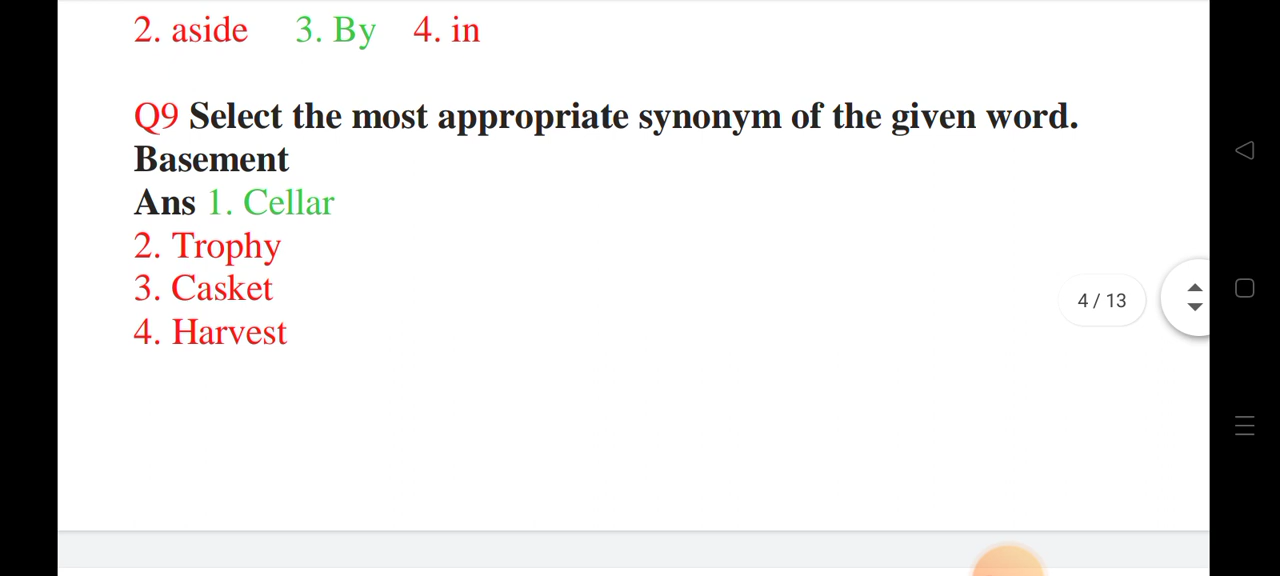 2. aside 3. By 4. in
Q9 Select the most appropriate synonym of the given word.
Basement
Ans 1. Cellar
2. Trophy
3. Casket
4. Harvest
4 / 13